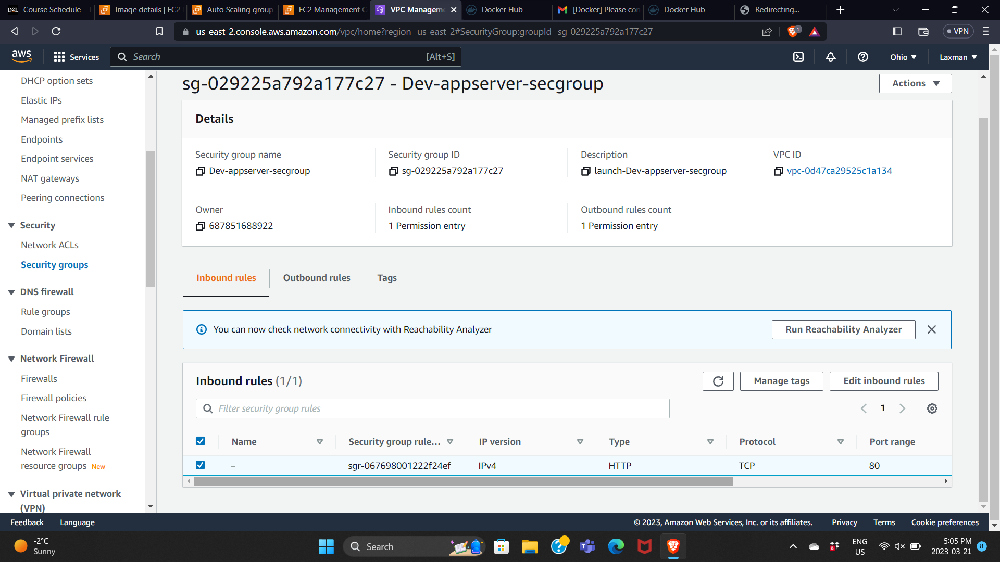 D2L Course Schedule - T
Image details | EC2
Auto Scaling group
EC2 Management C
VPC Managem
Docker Hub
[Docker] Please con
Docker Hub
Redirecting...
us-east-2.console.aws.amazon.com/vpc/home?region=us-east-2#SecurityGroup:groupId=sg-029225a792a177c27
1
VPN
aws
Services
Search
[Alt+S]
Ohio
Laxman
DHCP option sets
Elastic IPs
Managed prefix lists
Endpoints
Endpoint services
NAT gateways
Peering connections
Security
Network ACLs
Security groups
DNS firewall
Rule groups
Domain lists
Network Firewall
Firewalls
Firewall policies
Network Firewall rule
groups
Network Firewall
resource groups New
Virtual private network
(VPN)
sg-029225a792a177c27 - Dev-appserver-secgroup
Actions
Details
Security group name
Dev-appserver-secgroup
Security group ID
sg-029225a792a177c27
Description
launch-Dev-appserver-secgroup
VPC ID
vpc-0d47ca29525c1a134
Owner
687851688922
Inbound rules count
1 Permission entry
Outbound rules count
1 Permission entry
Inbound rules
Outbound rules
Tags
You can now check network connectivity with Reachability Analyzer
Run Reachability Analyzer
Inbound rules (1/1)
Manage tags
Edit inbound rules
Filter security group rules
1
Name
Security group rule...
IP version
Type
Protocol
Port range
–
sgr-067698001222f24ef
IPv4
HTTP
TCP
80
Feedback
Language
© 2023, Amazon Web Services, Inc. or its affiliates.
Privacy
Terms
Cookie preferences
-2°C
Sunny
Search
ENG
US
5:05 PM
2023-03-21
8